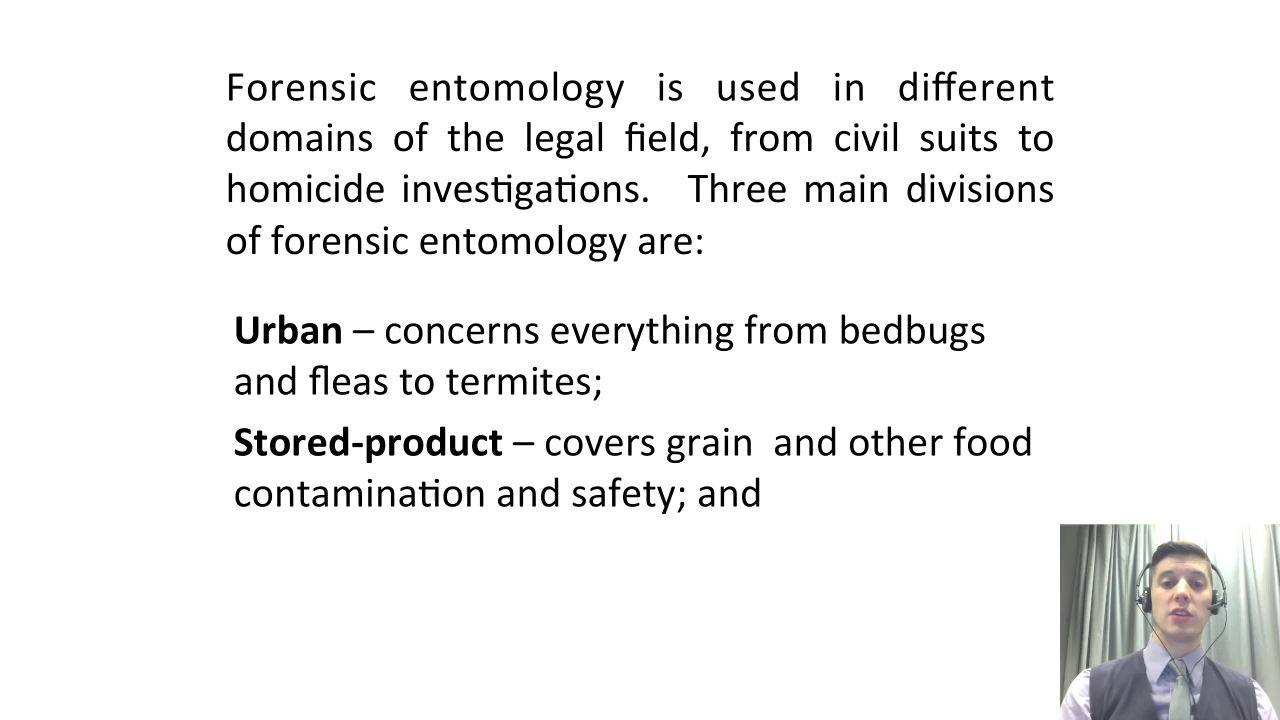 Forensic entomology is used in different
domains of the legal field, from civil suits to
homicide investigations.  Three main divisions
of forensic entomology are:
Urban – concerns everything from bedbugs
and fleas to termites;
Stored-product – covers grain  and other food
contamination and safety; and